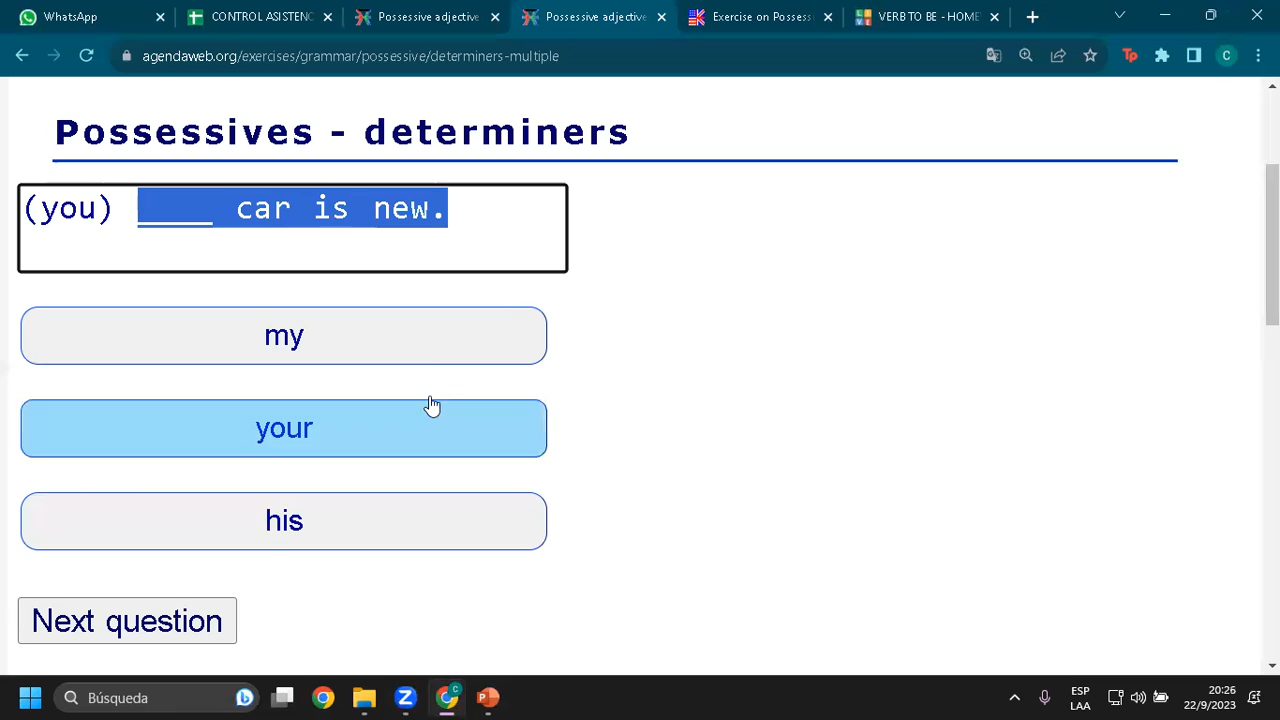 WhatsApp
CONTROL ASISTENC
Possessive adjective
Possessive adjective
Exercise on Possess
VERB TO BE - HOME
agendaweb.org/exercises/grammar/possessive/determiners-multiple
C
Possessives - determiners
(you) ____ car is new.
my
your
his
Next question
Búsqueda
ESP
LAA
20:26
22/9/2023